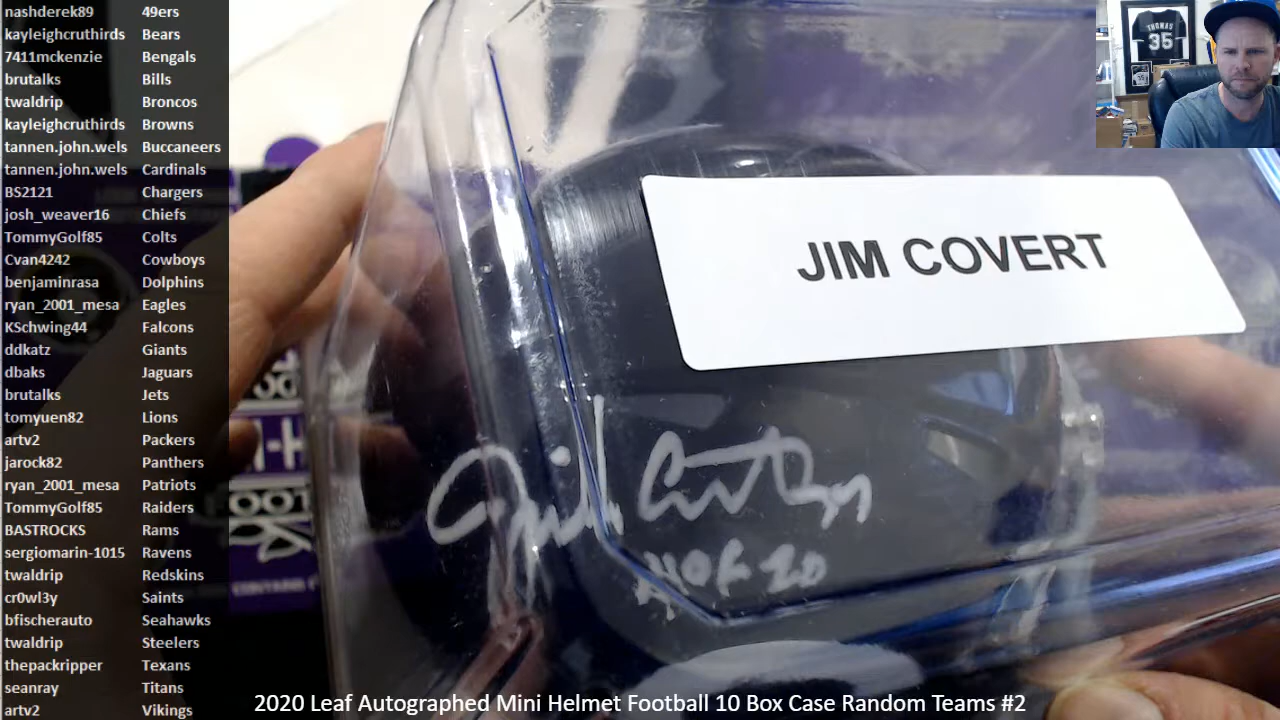 nashderek89 49ers
kayleighcruthirds Bears
7411mckenzie Bengals
brutalks Bills
twaldrip Broncos
kayleighcruthirds Browns
tannen.john.wels Buccaneers
tannen.john.wels Cardinals
BS2121 Chargers
josh_weaver16 Chiefs
TommyGolf85 Colts
Cvan4242 Cowboys
benjaminrasa Dolphins
ryan_2001_mesa Eagles
KSchwing44 Falcons
ddkatz Giants
dbaks Jaguars
brutalks Jets
tomyuen82 Lions
artv2 Packers
jarock82 Panthers
ryan_2001_mesa Patriots
TommyGolf85 Raiders
BASTROCKS Rams
sergiomarin-1015 Ravens
twaldrip Redskins
cr0wl3y Saints
bfischerauto Seahawks
twaldrip Steelers
thepackripper Texans
seanray Titans
artv2 Vikings
THOMAS
35
JIM COVERT
Jim Covert
HOF 20
2020 Leaf Autographed Mini Helmet Football 10 Box Case Random Teams #2